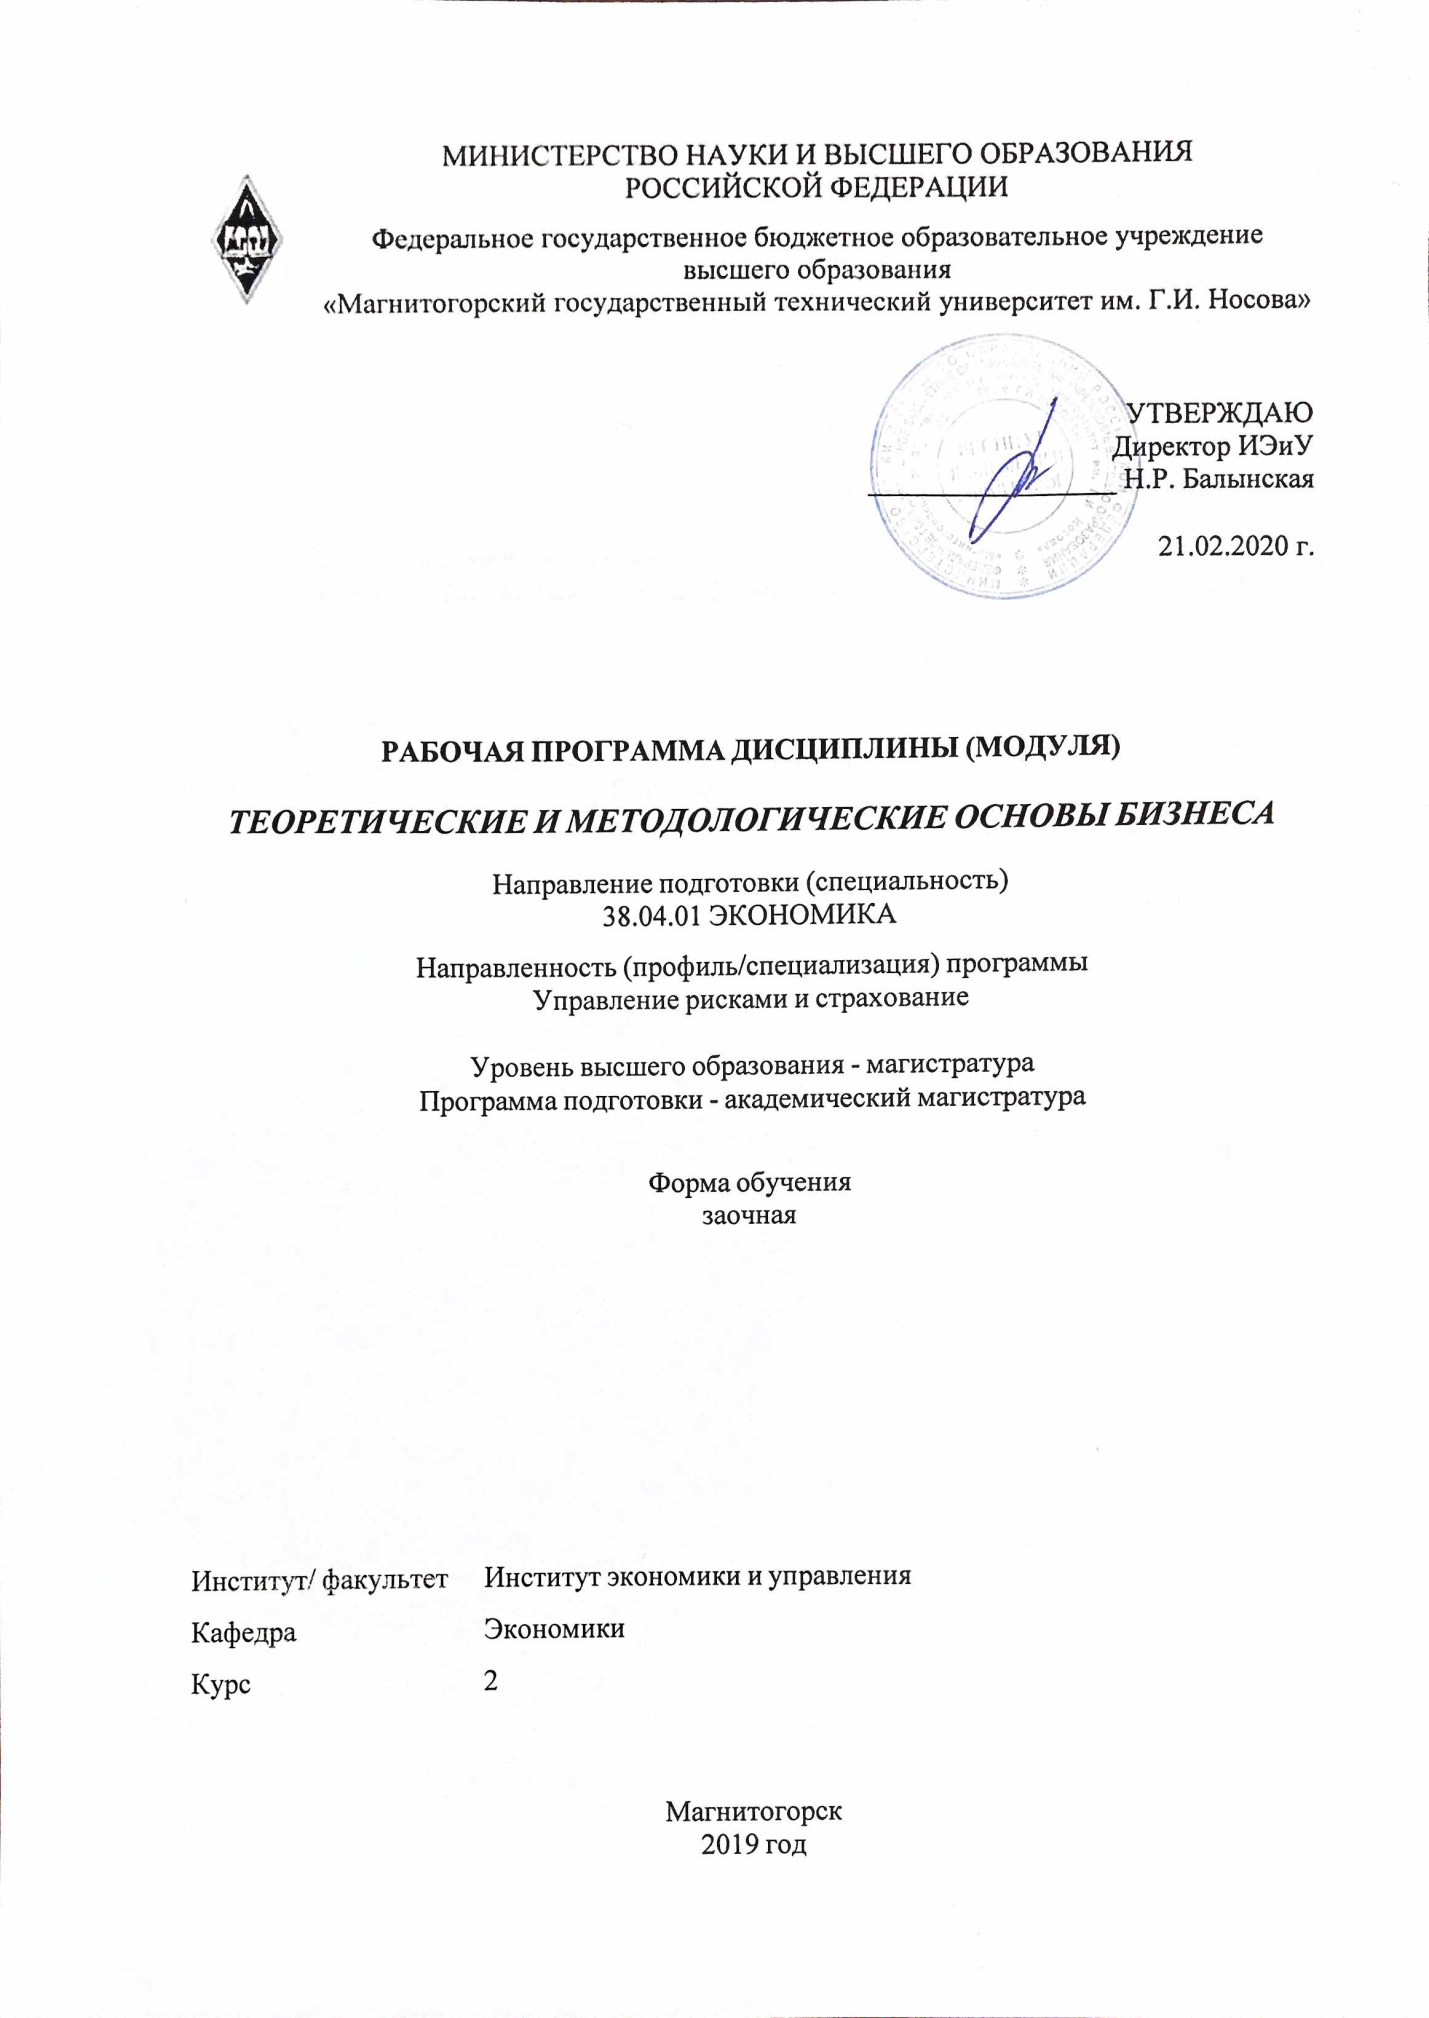 МИНИСТЕРСТВО НАУКИ И ВЫСШЕГО ОБРАЗОВАНИЯ
РОССИЙСКОЙ ФЕДЕРАЦИИ
Федеральное государственное бюджетное образовательное учреждение
высшего образования
«Магнитогорский государственный технический университет им. Г.И. Носова»
УТВЕРЖДАЮ
Директор ИЭиУ
Н.Р. Балынская
21.02.2020 г.
РАБОЧАЯ ПРОГРАММА ДИСЦИПЛИНЫ (МОДУЛЯ)
ТЕОРЕТИЧЕСКИЕ И МЕТОДОЛОГИЧЕСКИЕ ОСНОВЫ БИЗНЕСА
Направление подготовки (специальность)
38.04.01 ЭКОНОМИКА
Направленность (профиль/специализация) программы
Управление рисками и страхование
Уровень высшего образования - магистратура
Программа подготовки - академический магистратура
Форма обучения
заочная
Институт/ факультет Институт экономики и управления
Кафедра Экономики
Курс 2
Магнитогорск
2019 год